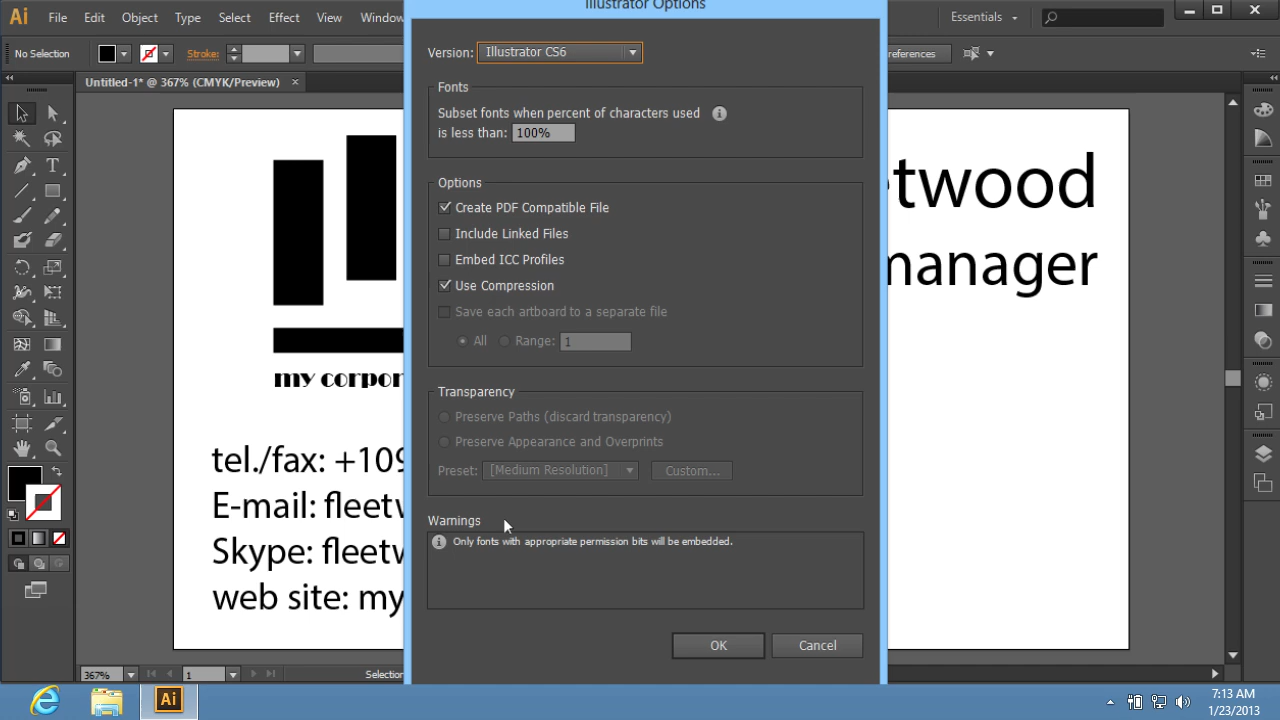 Illustrator Options
Ai File Edit Object Type Select Effect View Window Essentials
No Selection Stroke: references
Untitled-1* @ 367% (CMYK/Preview) ×
Version: Illustrator CS6
Fonts
Subset fonts when percent of characters used
is less than: 100%
Options
Create PDF Compatible File
Include Linked Files
Embed ICC Profiles
Use Compression
Save each artboard to a separate file
All Range: 1
Transparency
Preserve Paths (discard transparency)
Preserve Appearance and Overprints
Preset: [Medium Resolution] Custom...
Warnings
Only fonts with appropriate permission bits will be embedded.
OK Cancel
etwood
manager
my corpor
tel./fax: +109
E-mail: fleetw
Skype: fleetw
web site: my
367% 1 Selection
Ai
7:13 AM
1/23/2013